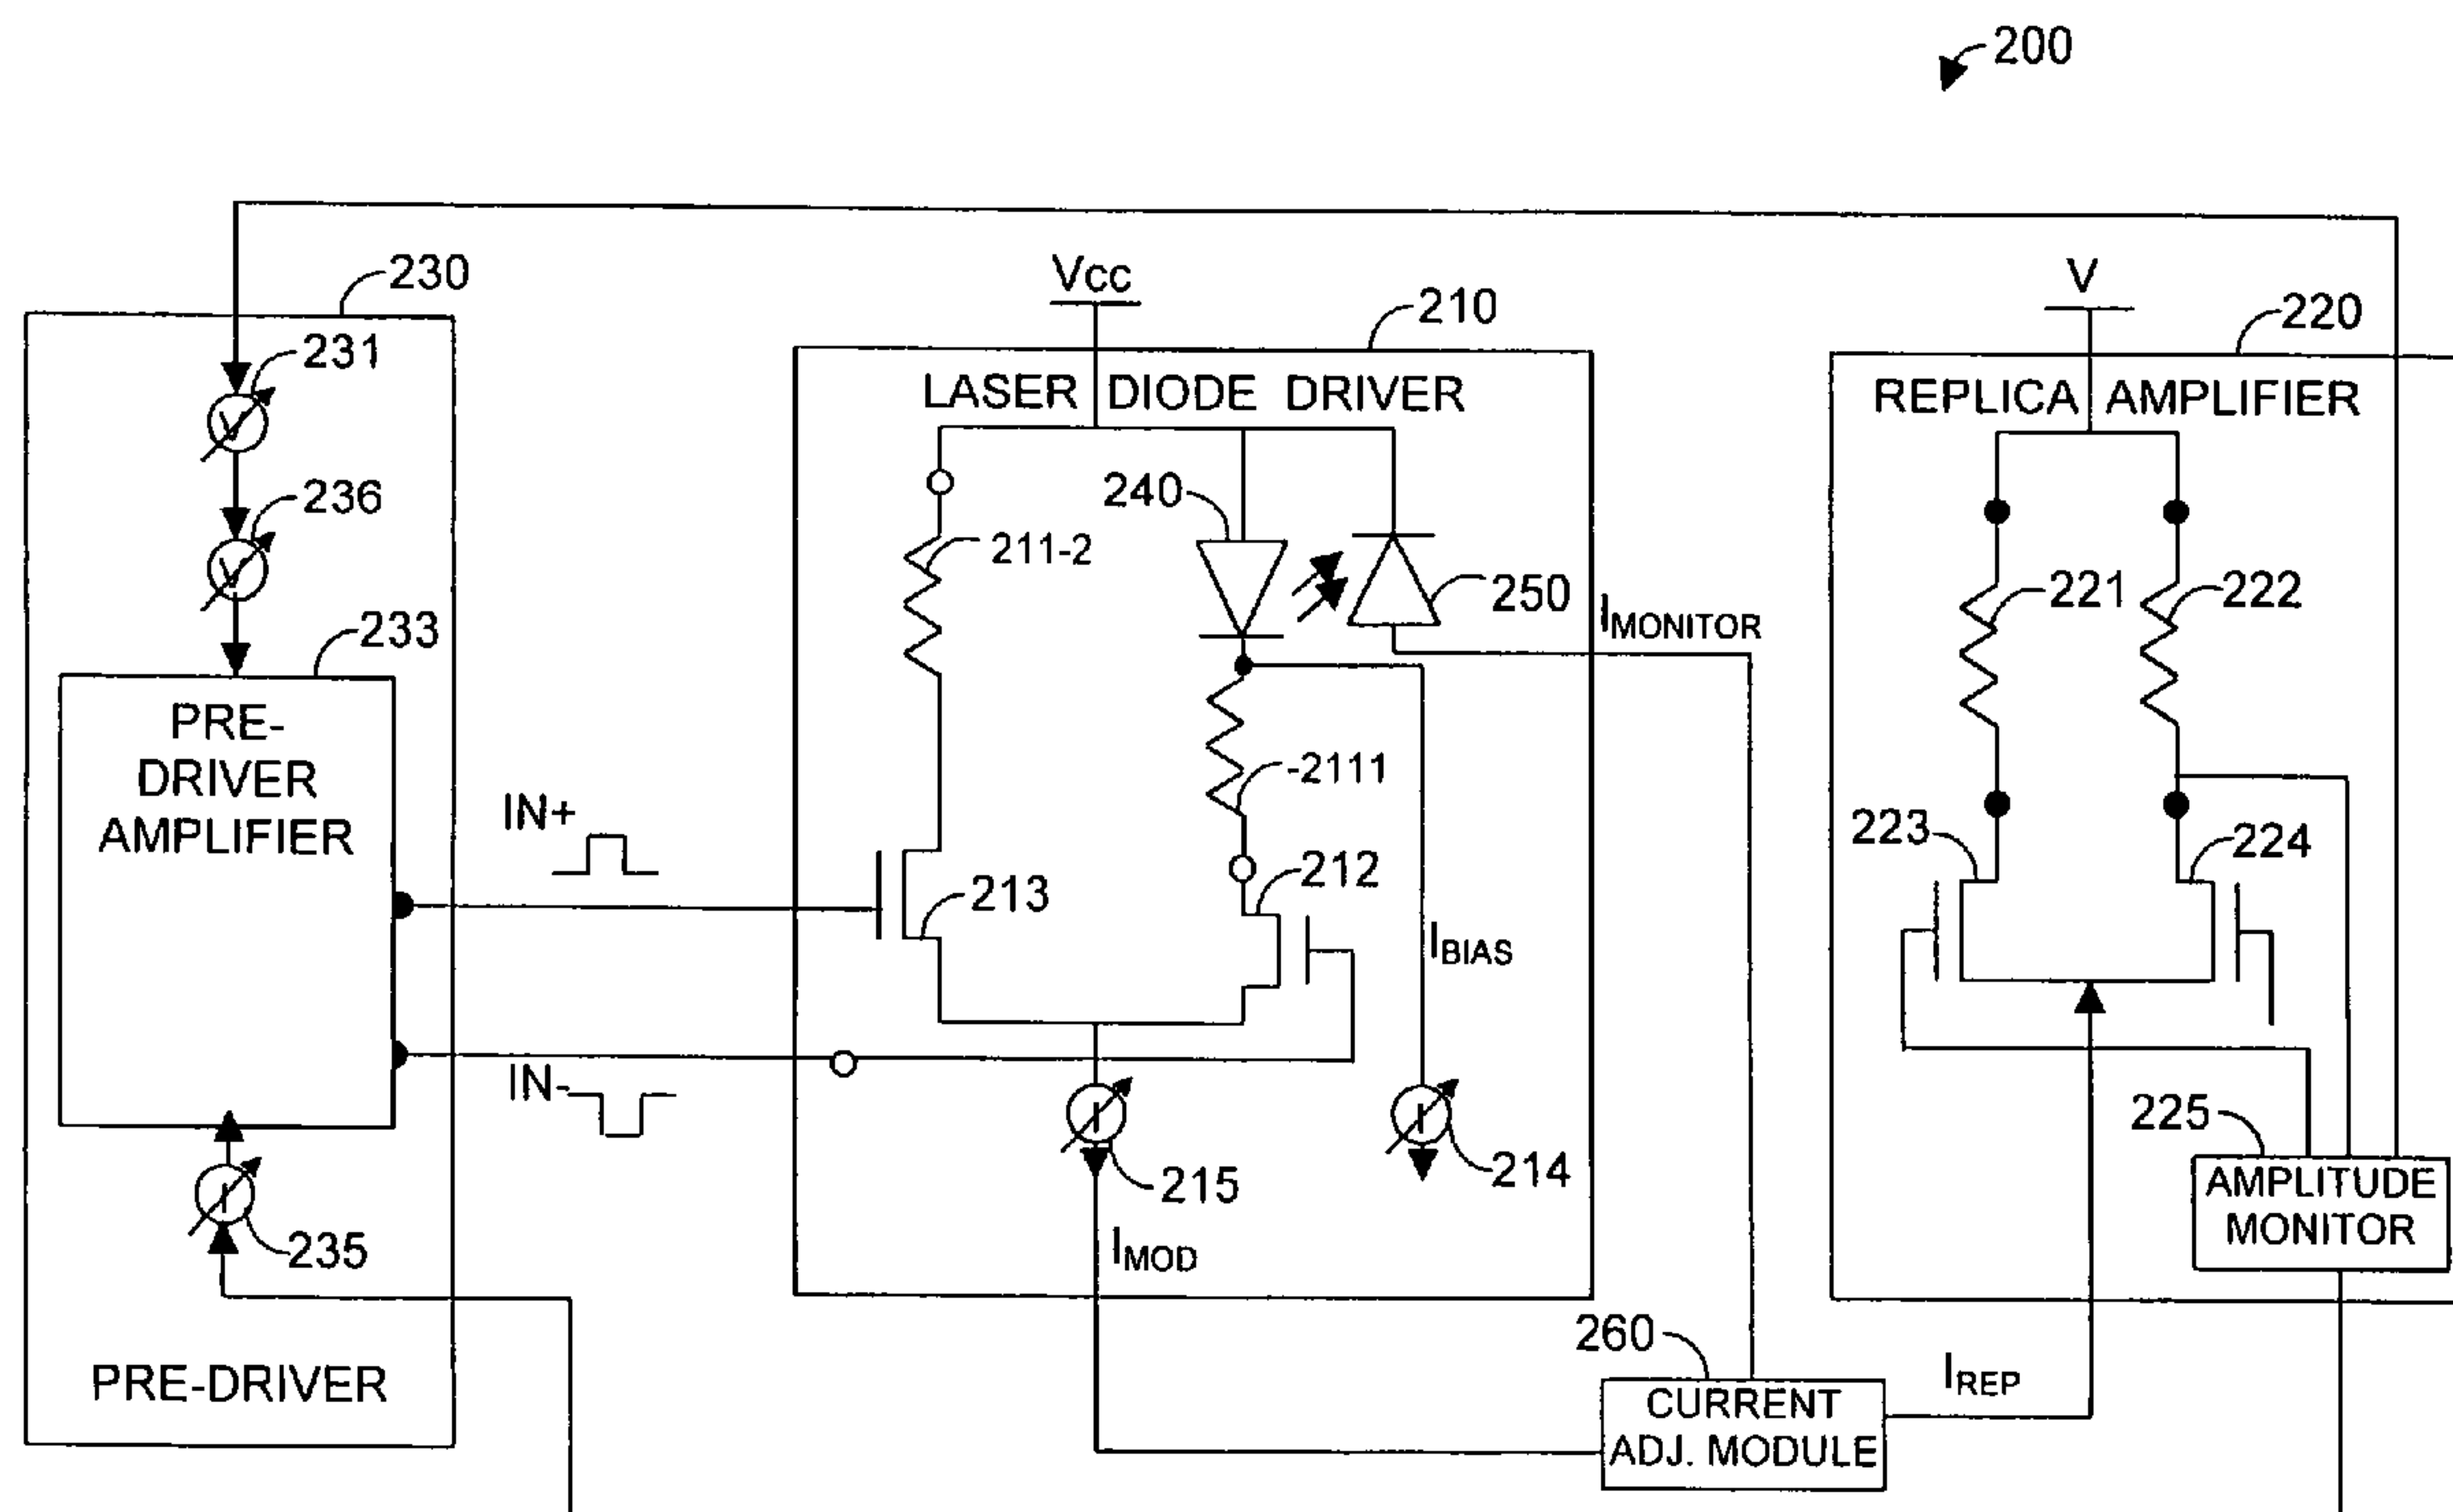 200
230
Vcc
210
V
220
231
LASER DIODE DRIVER
REPLICA AMPLIFIER
V
236
240
211-2
V
250
221
222
IMONITOR
233
PRE-
DRIVER
AMPLIFIER
-2111
IN+
223
224
213
212
IBIAS
IN-
225
I
I
AMPLITUDE
MONITOR
215
214
I
235
IMOD
260
IREP
PRE-DRIVER
CURRENT
ADJ. MODULE